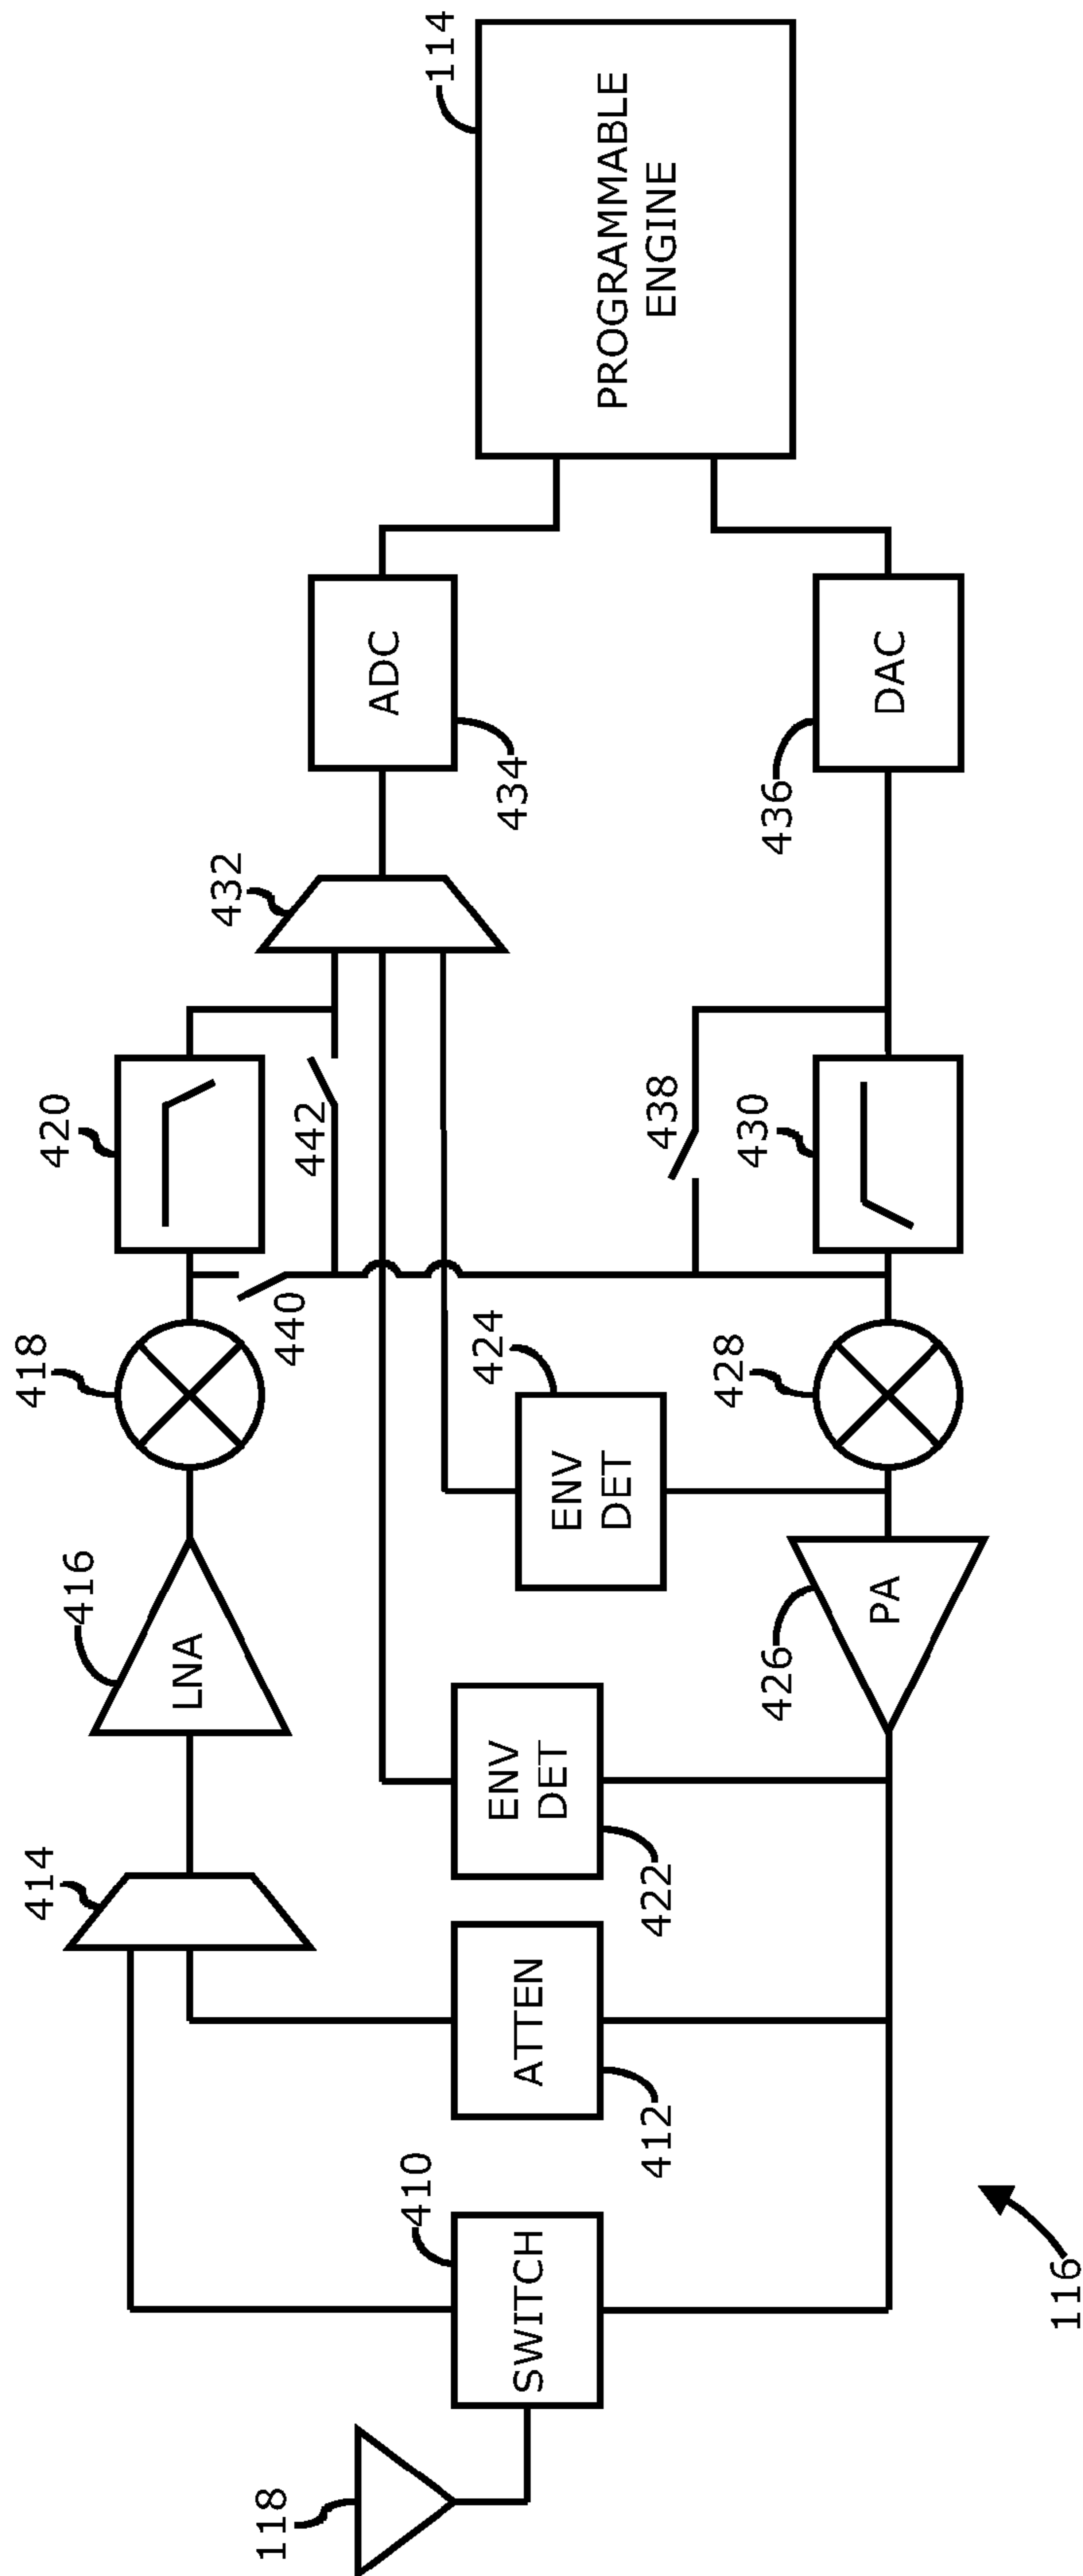 420
432
418
416
414
442
440
LNA
ADC
434
114
PROGRAMMABLE
ENGINE
424
ENV
DET
438
ENV
DET
422
ATTEN
412
410
SWITCH
118
430
428
436
DAC
426
PA
116